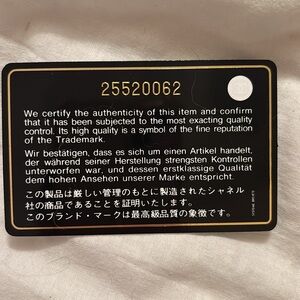 25520062
We certify the authenticity of this item and confirm
that it has been subjected to the most exacting quality
control. Its high quality is a symbol of the fine reputation
of the Trademark.
Wir bestätigen, dass es sich um einen Artikel handelt,
der während seiner Herstellung strengsten Kontrollen
unterworfen war, und dessen erstklassige Qualität
dem hohen Ansehen unserer Marke entspricht.
この製品は厳しい管理のもとに製造されたシャネル
社の商品であることを証明いたします。
このブランド・マークは最高級品質の象徴です。